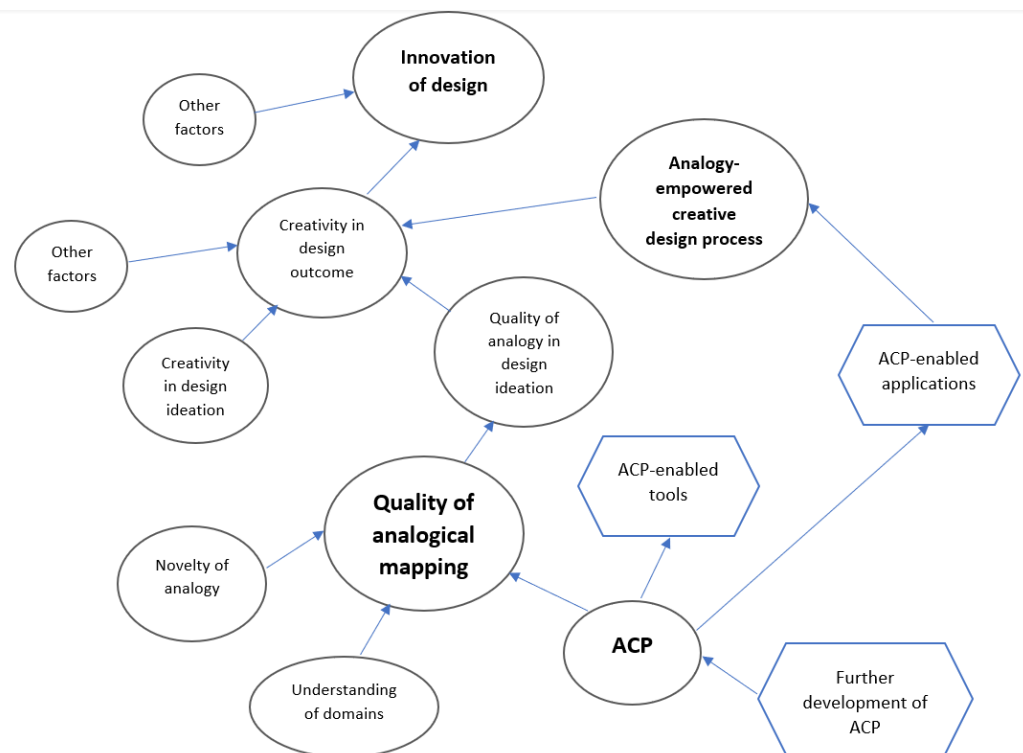 Innovation
of design
Other
factors
Analogy-
empowered
creative
design process
Creativity in
design
outcome
Other
factors
Quality of
analogy in
design
ideation
Creativity
in design
ideation
ACP-enabled
applications
ACP-enabled
tools
Quality of
analogical
mapping
Novelty of
analogy
ACP
Understanding
of domains
Further
development of
ACP